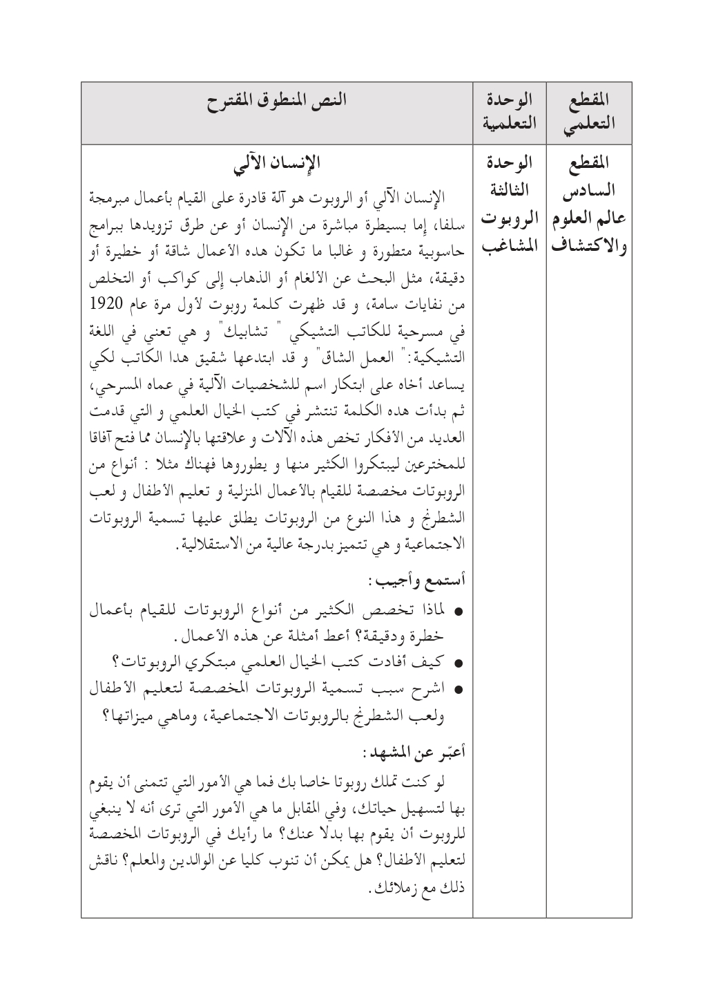 المقطع
التعلمي
الوحدة
التعلمية
النص المنطوق المقترح
المقطع
السادس
عالم العلوم
والاكتشاف
الوحدة
الثالثة
الروبوت
المشاغب
الإنسان الآلي
الإنسان الآلي أو الروبوت هو آلة قادرة على القيام بأعمال مبرمجة
سلفا، إما بسيطرة مباشرة من الإنسان أو عن طرق تزويدها ببرامج
حاسوبية متطورة و غالبا ما تكون هده الأعمال شاقة أو خطيرة أو
دقيقة، مثل البحث عن الألغام أو الذهاب إلى كواكب أو التخلص
من نفايات سامة، و قد ظهرت كلمة روبوت لأول مرة عام 1920
في مسرحية للكاتب التشيكي " تشابيك" و هي تعني في اللغة
التشيكية:" العمل الشاق" و قد ابتدعها شقيق هدا الكاتب لكي
يساعد أخاه على ابتكار اسم للشخصيات الآلية في عماه المسرحي،
ثم بدأت هده الكلمة تنتشر في كتب الخيال العلمي و التي قدمت
العديد من الأفكار تخص هذه الآلات و علاقتها بالإنسان مما فتح آفاقا
للمخترعين ليبتكروا الكثير منها و يطوروها فهناك مثلا : أنواع من
الروبوتات مخصصة للقيام بالأعمال المنزلية و تعليم الأطفال و لعب
الشطرنج و هذا النوع من الروبوتات يطلق عليها تسمية الروبوتات
الاجتماعية و هي تتميز بدرجة عالية من الاستقلالية.
أستمع وأجيب:
● لماذا تخصص الكثير من أنواع الروبوتات للقيام بأعمال
خطرة ودقيقة؟ أعط أمثلة عن هذه الأعمال.
● كيف أفادت كتب الخيال العلمي مبتكري الروبوتات؟
● اشرح سبب تسمية الروبوتات المخصصة لتعليم الأطفال
ولعب الشطرنج بالروبوتات الاجتماعية، وماهي ميزاتها؟
أعبّر عن المشهد:
لو كنت تملك روبوتا خاصا بك فما هي الأمور التي تتمنى أن يقوم
بها لتسهيل حياتك، وفي المقابل ما هي الأمور التي ترى أنه لا ينبغي
للروبوت أن يقوم بها بدلا عنك؟ ما رأيك في الروبوتات المخصصة
لتعليم الأطفال؟ هل يمكن أن تنوب كليا عن الوالدين والمعلم؟ ناقش
ذلك مع زملائك.